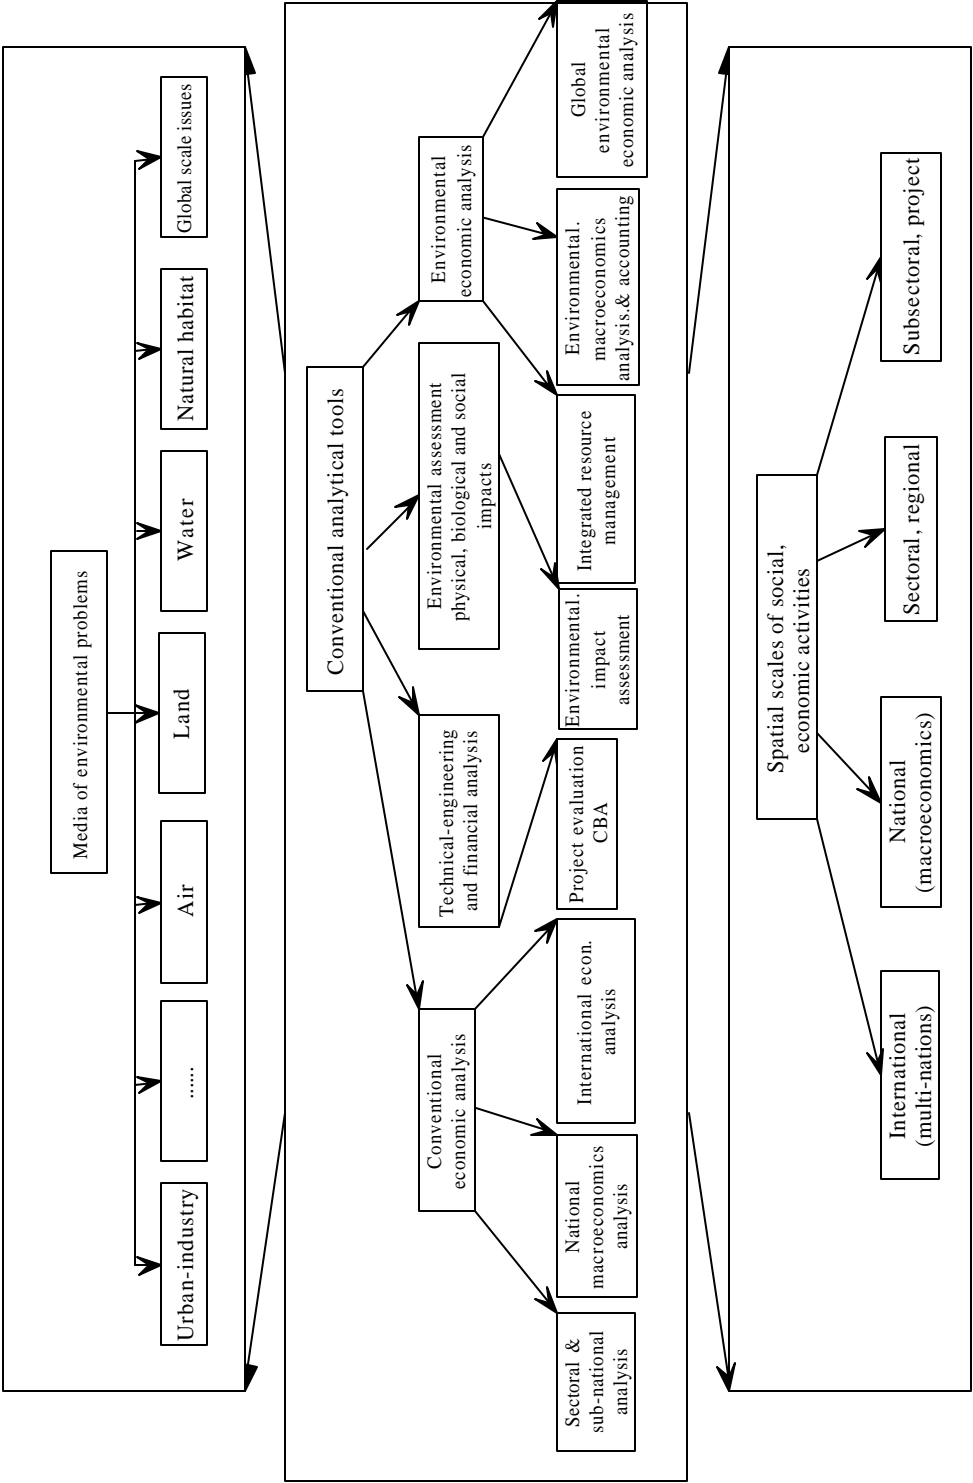 Media of environmental problems
Urban-industry
......
Air
Land
Water
Natural habitat
Global scale issues
Conventional analytical tools
Conventional
economic analysis
Technical-engineering
and financial analysis
Environmental assessment
physical, biological and social
impacts
Environmental
economic analysis
Sectoral &
sub-national
analysis
National
macroeconomics
analysis
International econ.
analysis
Project evaluation
CBA
Environmental.
impact
assessment
Integrated resource
management
Environmental.
macroeconomics
analysis.& accounting
Global
environmental
economic analysis
Spatial scales of social,
economic activities
International
(multi-nations)
National
(macroeconomics)
Sectoral, regional
Subsectoral, project